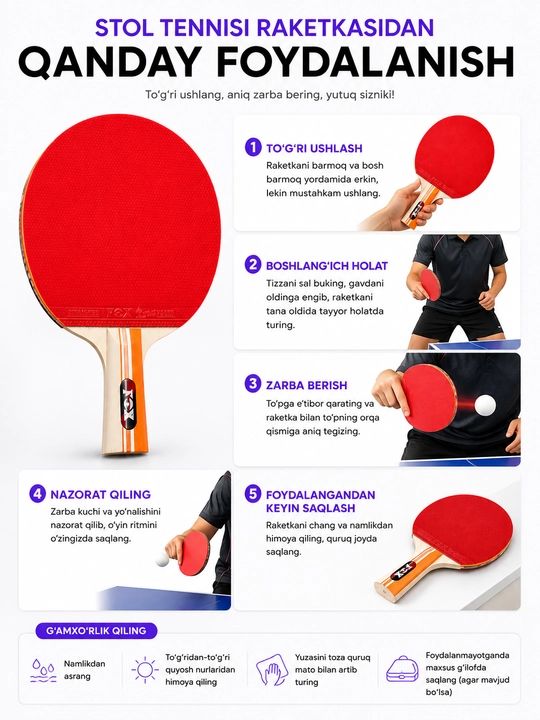 STOL TENNISI RAKETKASIDAN
QANDAY FOYDALANISH
To'g'ri ushlang, aniq zarba bering, yutuq sizniki!
FOX
FOX
1 TO'G'RI USHLASH
Raketkani barmoq va bosh
barmoq yordamida erkin,
lekin mustahkam ushlang.
2 BOSHLANG'ICH HOLAT
Tizzani sal buking, gavdani
oldinga engib, raketkani
tana oldida tayyor holatda
turing.
3 ZARBA BERISH
To'pga e'tibor qarating va
raketka bilan to'pning orqa
qismiga aniq tegizing.
4 NAZORAT QILING
Zarba kuchi va yo'nalishini
nazorat qilib, o'yin ritmini
o'zingizda saqlang.
5 FOYDALANGANDAN
KEYIN SAQLASH
Raketkani chang va namlikdan
himoya qiling, quruq joyda
saqlang.
FOX
G'AMXO'RLIK QILING
Namlikdan
asrang
To'g'ridan-to'g'ri
quyosh nurlaridan
himoya qiling
Yuzasini toza quruq
mato bilan artib
turing
Foydalanmayotganda
maxsus g'ilofda
saqlang (agar mavjud
bo'lsa)